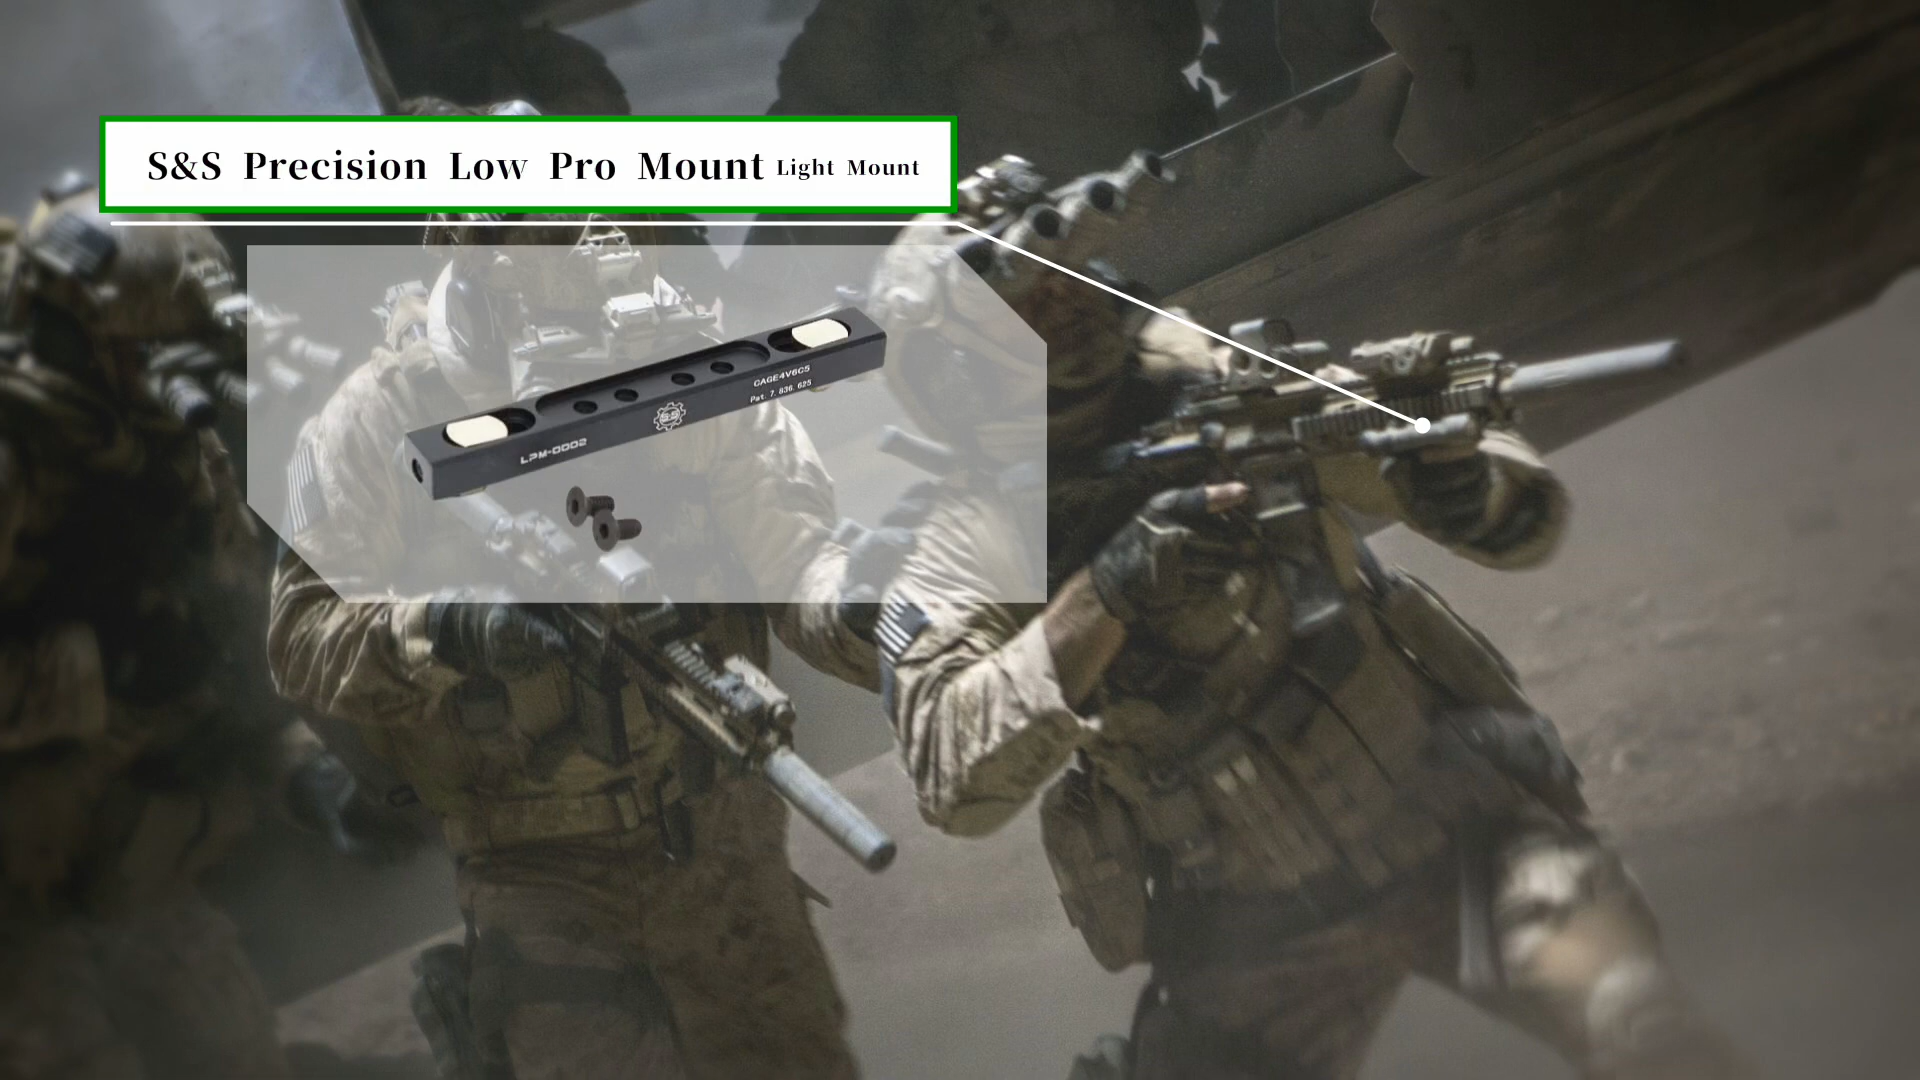 S&S Precision Low Pro Mount Light Mount
CAGE4V6C5
Pat. 7, 836, 625
S&S
LPM-0002